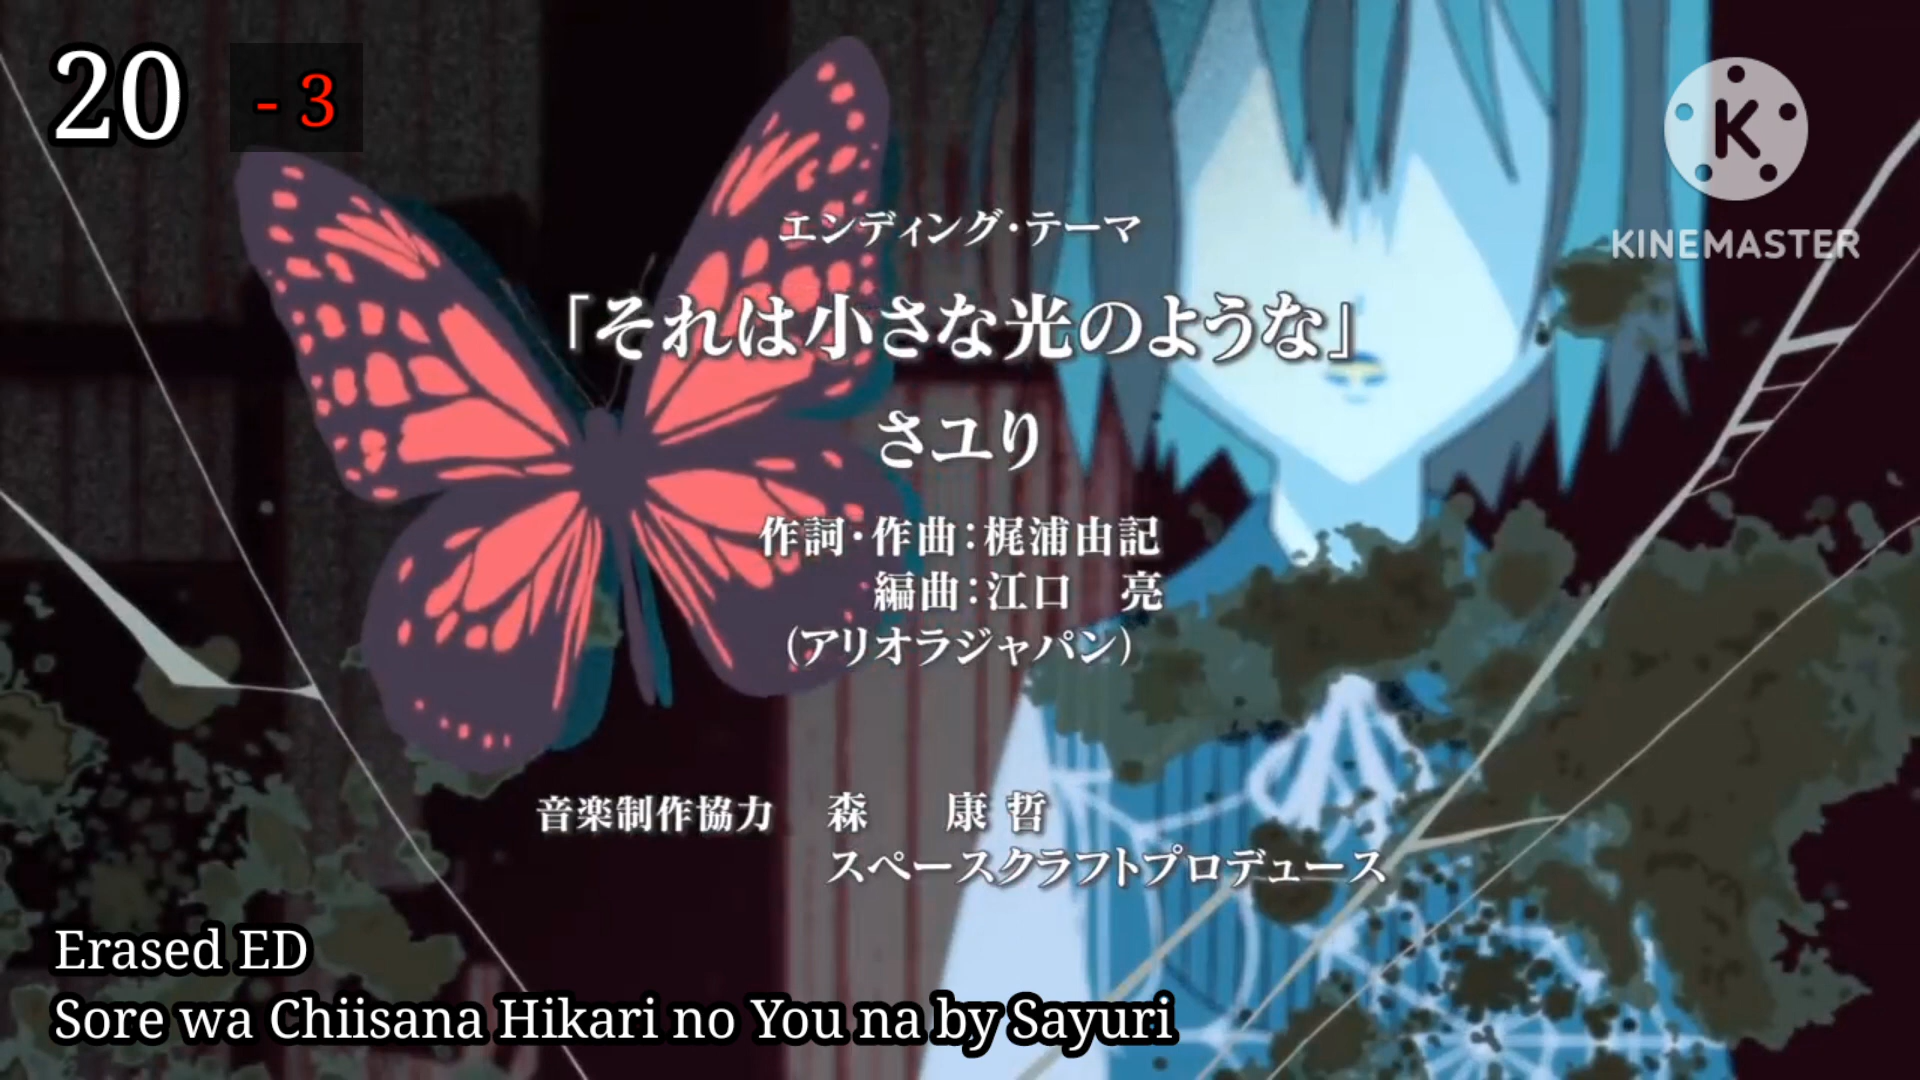 20 - 3
K
KINEMASTER
エンディング・テーマ
「それは小さな光のような」
さユり
作詞・作曲：梶浦由記
編曲：江口　亮
（アリオラジャパン）
音楽制作協力　森　康哲
スペースクラフトプロデュース
Erased ED
Sore wa Chiisana Hikari no You na by Sayuri